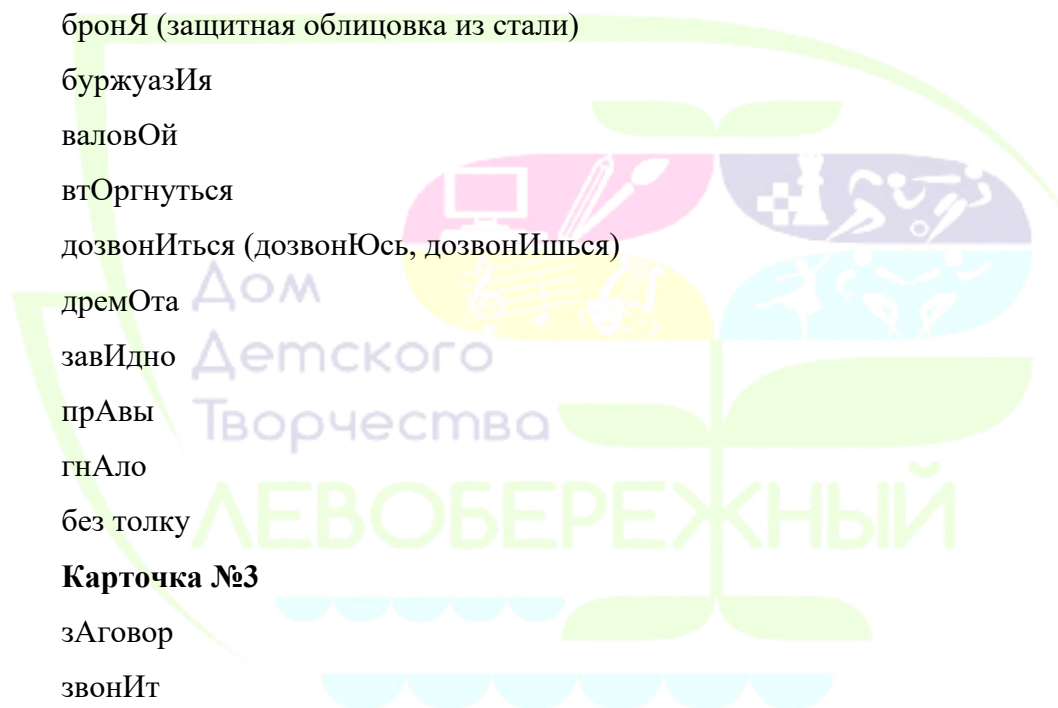 бронЯ (защитная облицовка из стали)
буржуазИя
валовОй
втОргнуться
дозвонИться (дозвонЮсь, дозвонИшься)
дремОта
завИдно
прАвы
гнАло
без толку
Карточка №3
зАговор
звонИт
Дом
Детского
Творчества
ЛЕВОБЕРЕЖНЫЙ